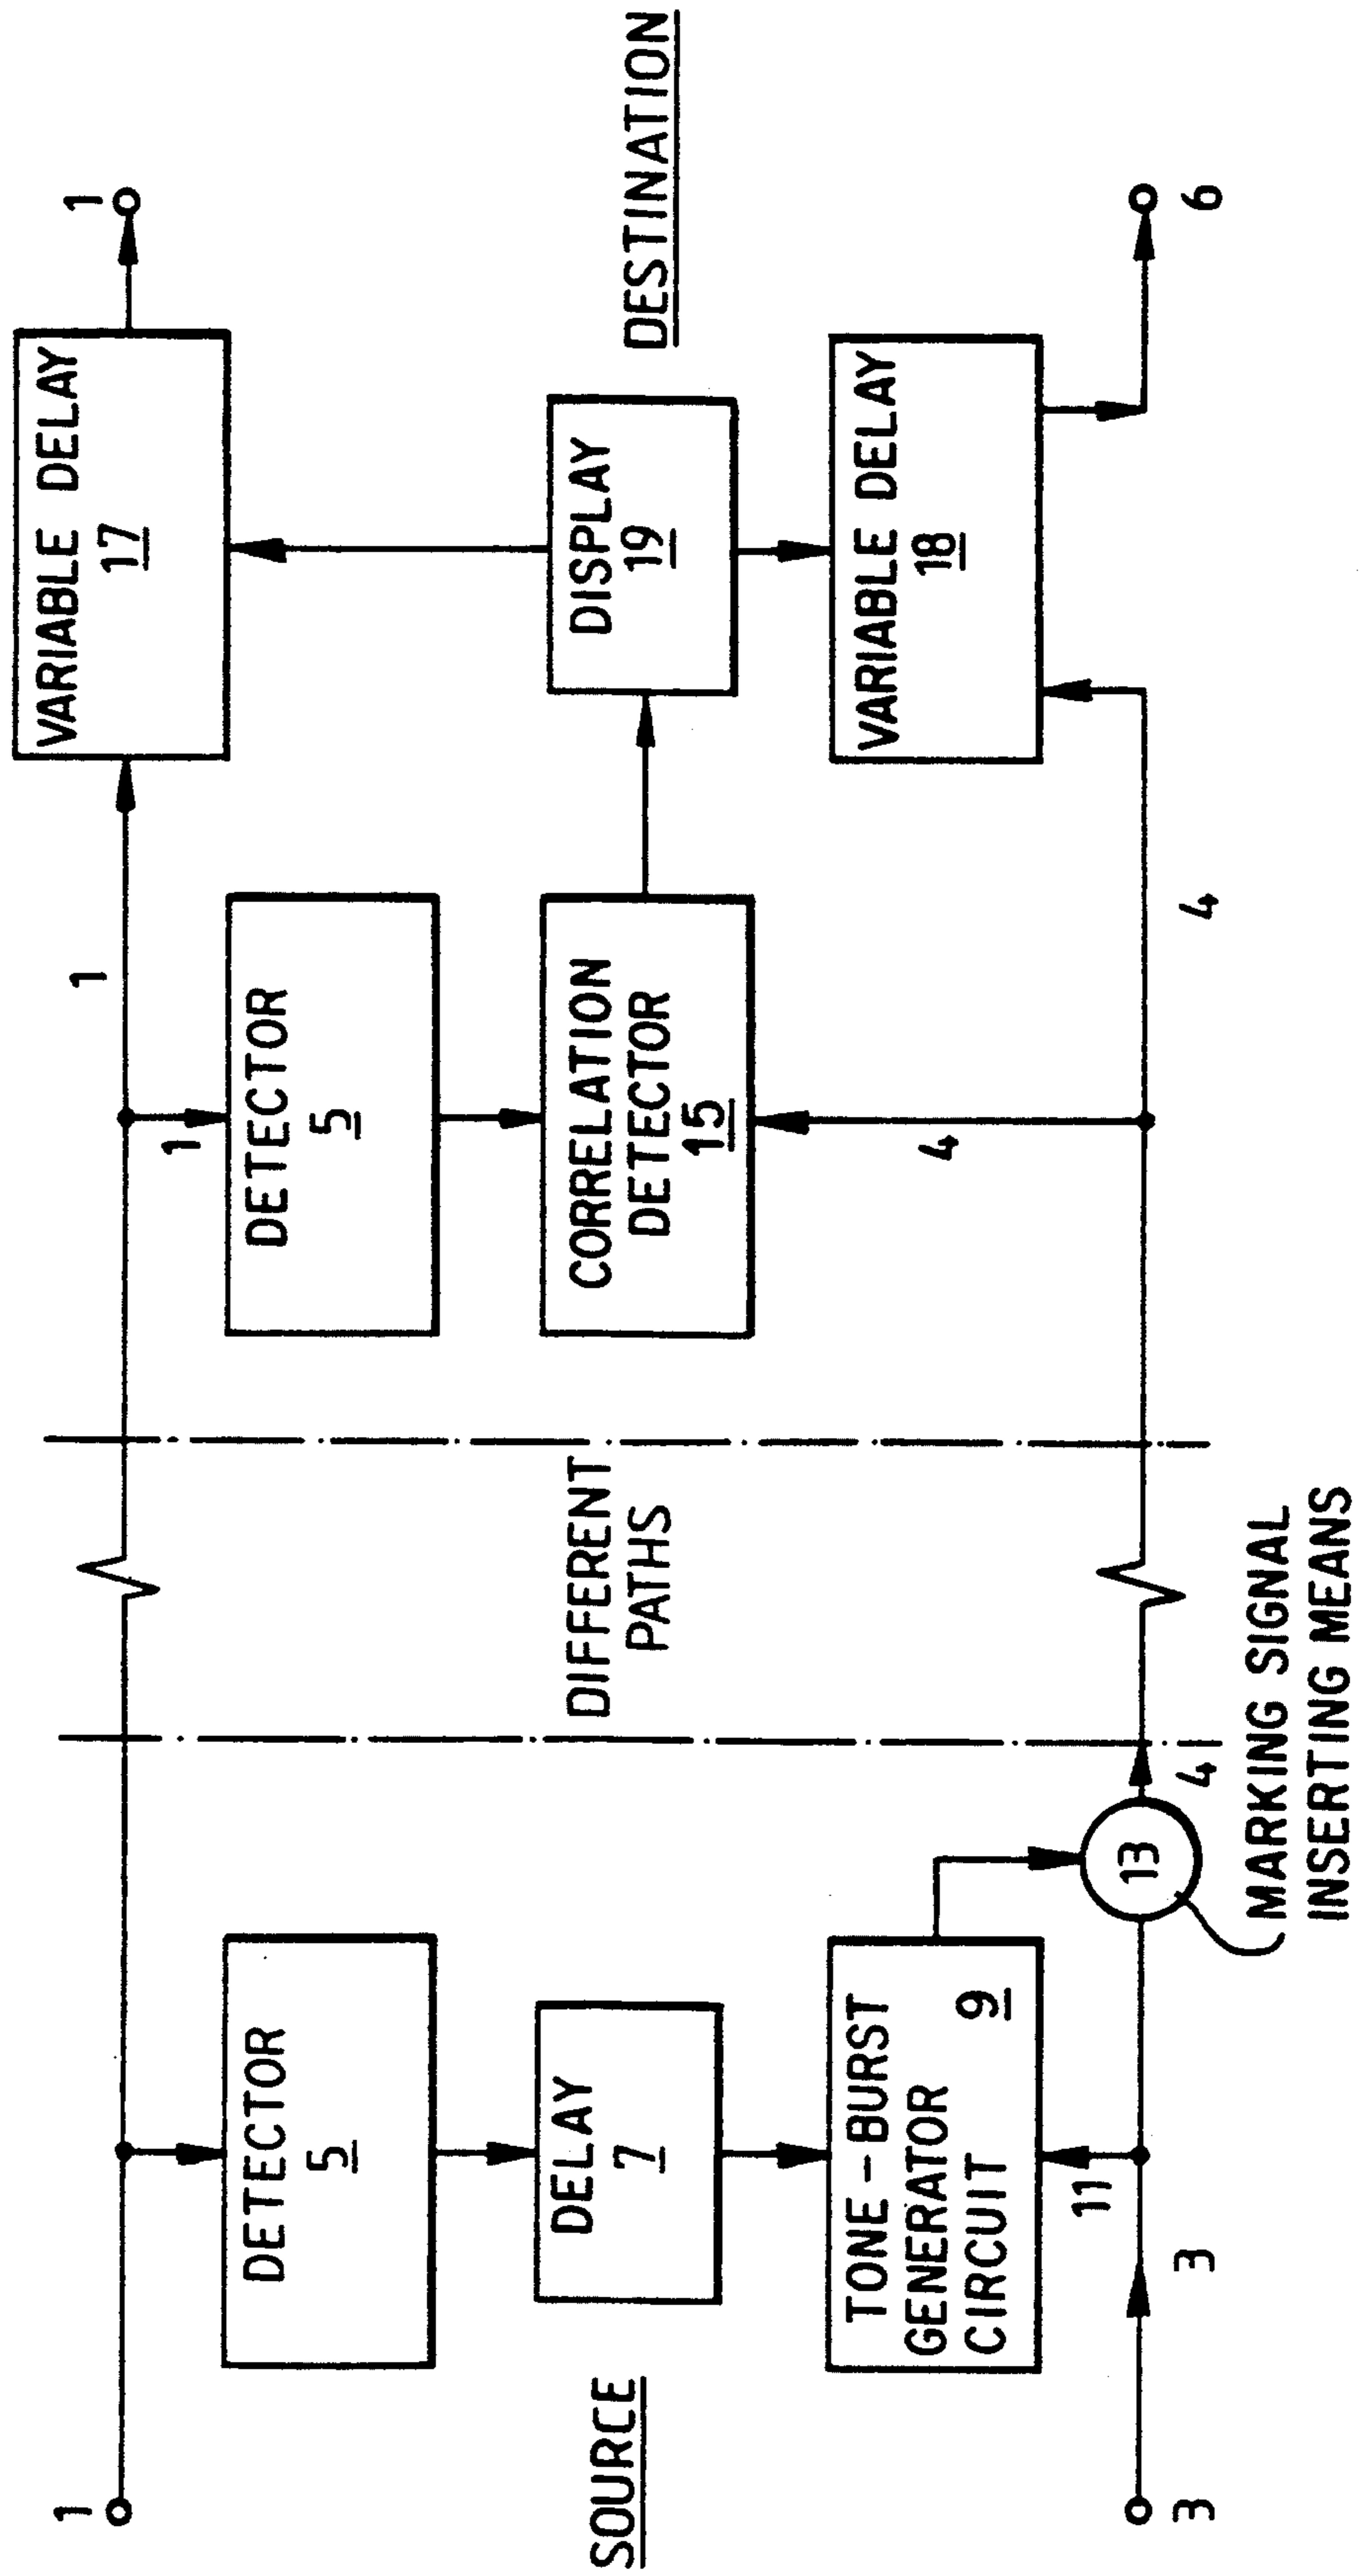 1
1
1
VARIABLE DELAY
17
DETECTOR
5
1
DETECTOR
5
SOURCE
DELAY
7
DIFFERENT
PATHS
CORRELATION
DETECTOR
15
DISPLAY
19
DESTINATION
TONE-BURST
GENERATOR
CIRCUIT
9
11
13
4
4
VARIABLE DELAY
18
3
3
4
6
MARKING SIGNAL
INSERTING MEANS